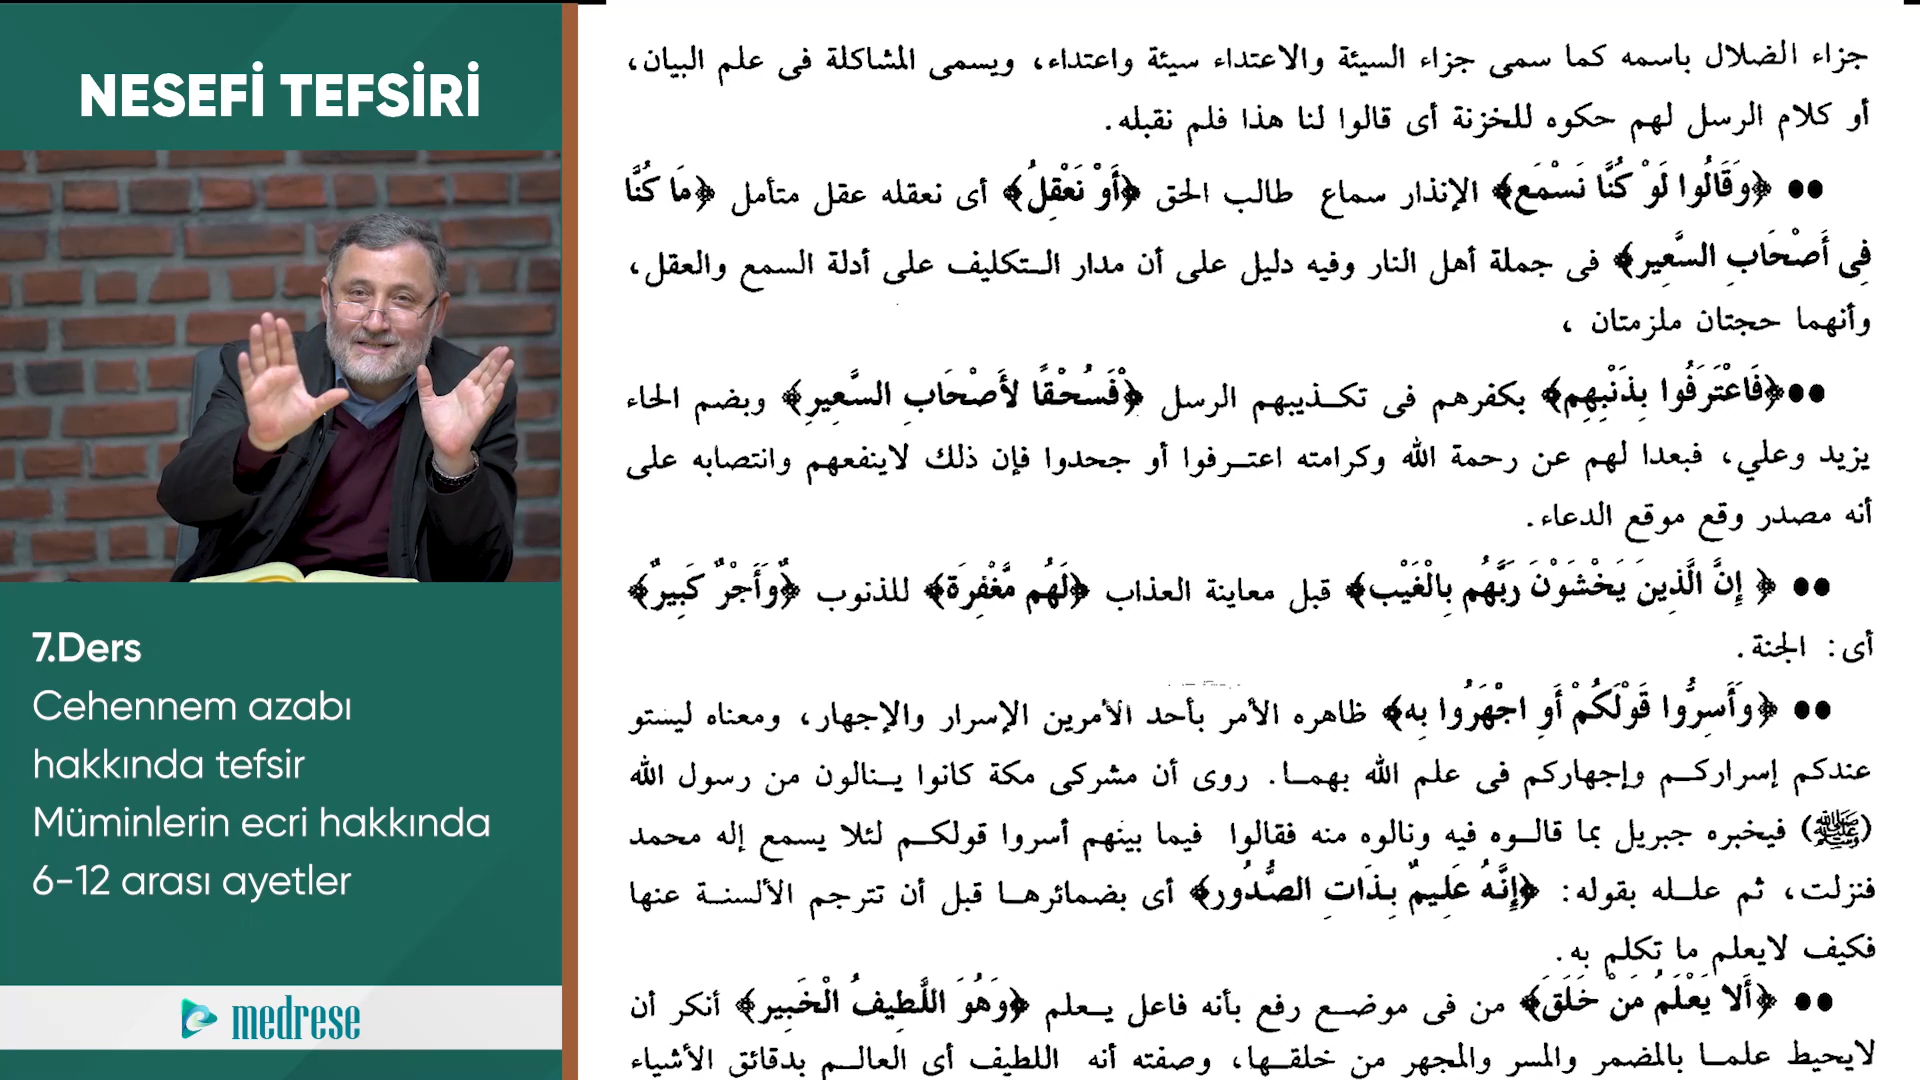 NESEFİ TEFSİRİ
7.Ders
Cehennem azabı
hakkında tefsir
Müminlerin ecri hakkında
6-12 arası ayetler
medrese
جزاء الضلال باسمه كما سمى جزاء السيئة والاعتداء سيئة واعتداء، ويسمى المشاكلة فى علم البيان،
أو كلام الرسل لهم حكوه للخزنة أى قالوا لنا هذا فلم نقبله.
●● ﴿وَقَالُوا لَوْ كُنَّا نَسْمَع﴾ الإنذار سماع طالب الحق ﴿أَوْ نَعْقِلُ﴾ أى نعقله عقل متأمل ﴿مَا كُنَّا
فِى أَصْحَابِ السَّعِير﴾ فى جملة أهل النار وفيه دليل على أن مدار التكليف على أدلة السمع والعقل،
وأنهما حجتان ملزمتان ،
●●﴿فَاعْتَرَفُوا بِذَنْبِهِم﴾ بكفرهم فى تكذيبهم الرسل ﴿فَسُحْقًا لأَصْحَابِ السَّعِيرِ﴾ وبضم الحاء
يزيد وعلي، فبعدا لهم عن رحمة الله وكرامته اعترفوا أو جحدوا فإن ذلك لاينفعهم وانتصابه على
أنه مصدر وقع موقع الدعاء.
●● ﴿إِنَّ الَّذِينَ يَخْشَوْنَ رَبَّهُم بِالْغَيْب﴾ قبل معاينة العذاب ﴿لَهُم مَّغْفِرَة﴾ للذنوب ﴿وَأَجْرٌ كَبِيرٌ﴾
أى: الجنة.
●● ﴿وَأَسِرُّوا قَوْلَكُمْ أَوِ اجْهَرُوا بِه﴾ ظاهره الأمر بأحد الأمرين الإسرار والإجهار، ومعناه ليستو
عندكم إسراركم وإجهاركم فى علم الله بهما. روى أن مشركى مكة كانوا ينالون من رسول الله
(ﷺ) فيخبره جبريل بما قالوه فيه ونالوه منه فقالوا فيما بينهم أسروا قولكم لئلا يسمع إله محمد
فنزلت، ثم علله بقوله: ﴿إِنَّهُ عَلِيمٌ بِذَاتِ الصُّدُور﴾ أى بضمائرها قبل أن تترجم الألسنة عنها
فكيف لايعلم ما تكلم به.
●● ﴿أَلا يَعْلَمُ مَنْ خَلَقَ﴾ من فى موضع رفع بأنه فاعل يعلم ﴿وَهُوَ اللَّطِيفُ الْخَبِير﴾ أنكر أن
لايحيط علما بالمضمر والمسر والمجهر من خلقها، وصفته أنه اللطيف أى العالم بدقائق الأشياء